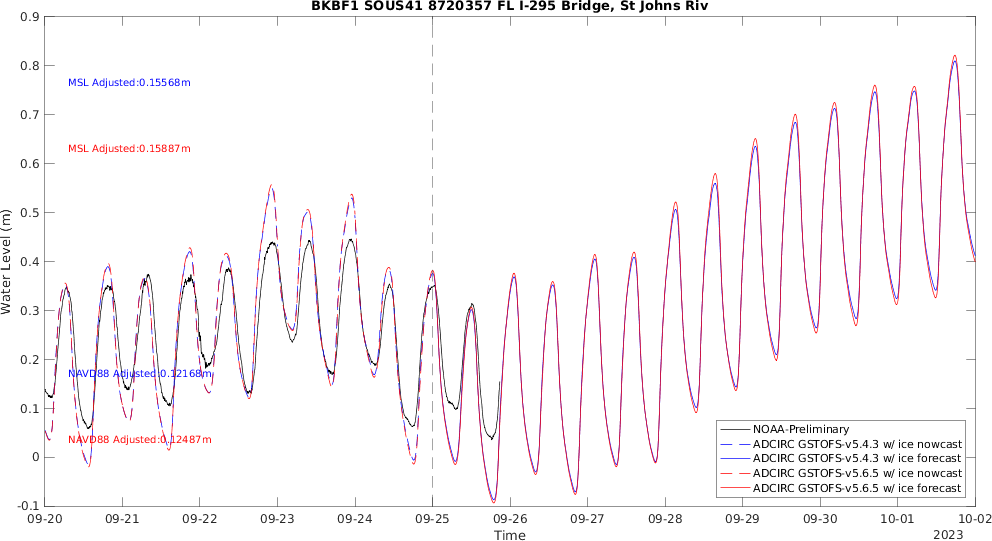 BKBF1 SOUS41 8720357 FL I-295 Bridge, St Johns Riv
0.9
0.8
0.7
0.6
0.5
0.4
0.3
0.2
0.1
0
-0.1
Water Level (m)
MSL Adjusted:0.15568m
MSL Adjusted:0.15887m
NAVD88 Adjusted:0.12168m
NAVD88 Adjusted:0.12487m
NOAA-Preliminary
ADCIRC GSTOFS-v5.4.3 w/ ice nowcast
ADCIRC GSTOFS-v5.4.3 w/ ice forecast
ADCIRC GSTOFS-v5.6.5 w/ ice nowcast
ADCIRC GSTOFS-v5.6.5 w/ ice forecast
09-20 09-21 09-22 09-23 09-24 09-25 09-26 09-27 09-28 09-29 09-30 10-01 10-02
Time
2023